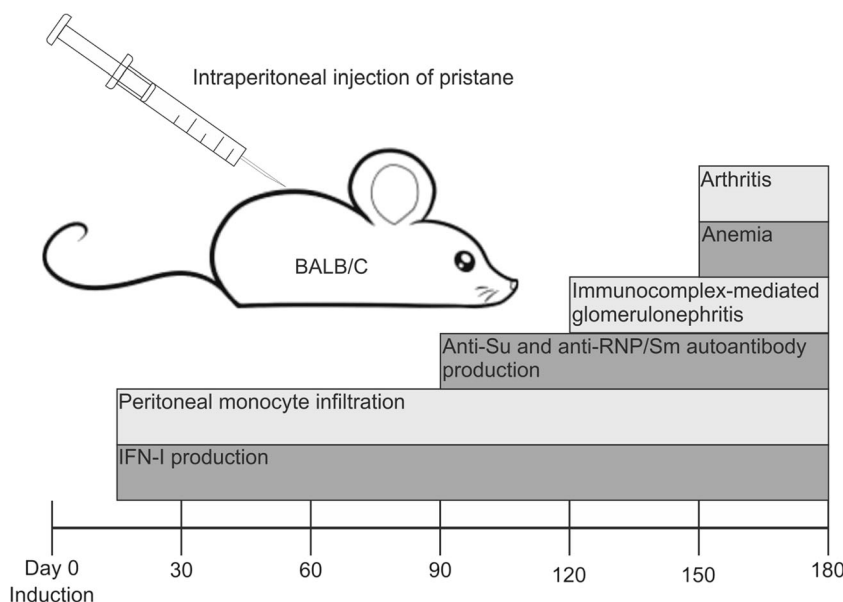 Intraperitoneal injection of pristane
BALB/C
Arthritis
Anemia
Immunocomplex-mediated
glomerulonephritis
Anti-Su and anti-RNP/Sm autoantibody
production
Peritoneal monocyte infiltration
IFN-I production
Day 0
Induction
30
60
90
120
150
180